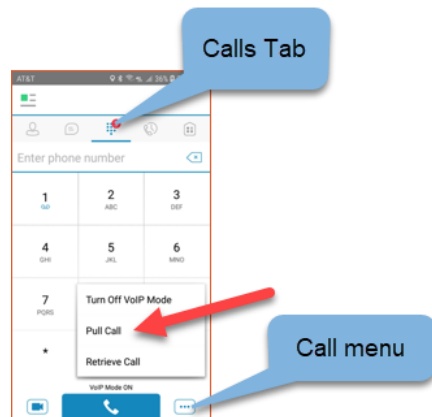 Calls Tab
AT&T 36%
Enter phone number
1 2 3
ABC DEF
4 5 6
GHI JKL MNO
7
PQRS
Turn Off VoIP Mode
Pull Call
Retrieve Call
*
Call menu
VoIP Mode ON